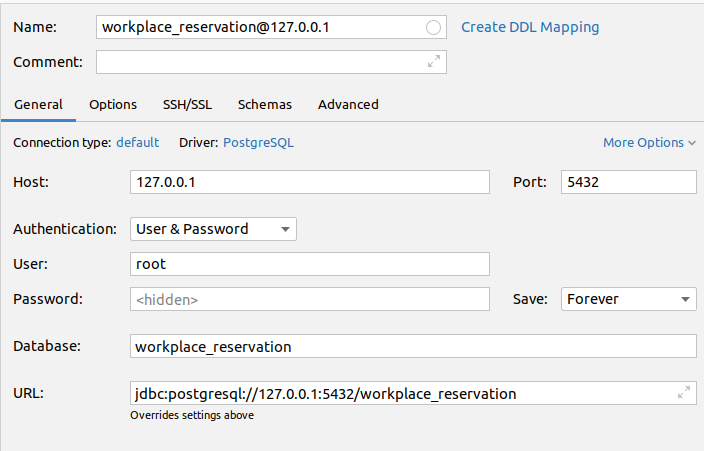 Name: workplace_reservation@127.0.0.1 Create DDL Mapping
Comment:
General Options SSH/SSL Schemas Advanced
Connection type: default Driver: PostgreSQL More Options
Host: 127.0.0.1 Port: 5432
Authentication: User & Password
User: root
Password: <hidden> Save: Forever
Database: workplace_reservation
URL: jdbc:postgresql://127.0.0.1:5432/workplace_reservation
Overrides settings above